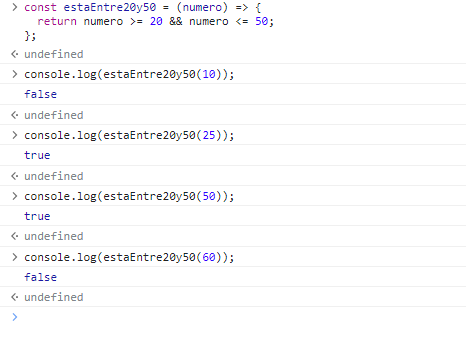 > const estaEntre20y50 = (numero) => {
    return numero >= 20 && numero <= 50;
  };
undefined
> console.log(estaEntre20y50(10));
false
undefined
> console.log(estaEntre20y50(25));
true
undefined
> console.log(estaEntre20y50(50));
true
undefined
> console.log(estaEntre20y50(60));
false
undefined
>